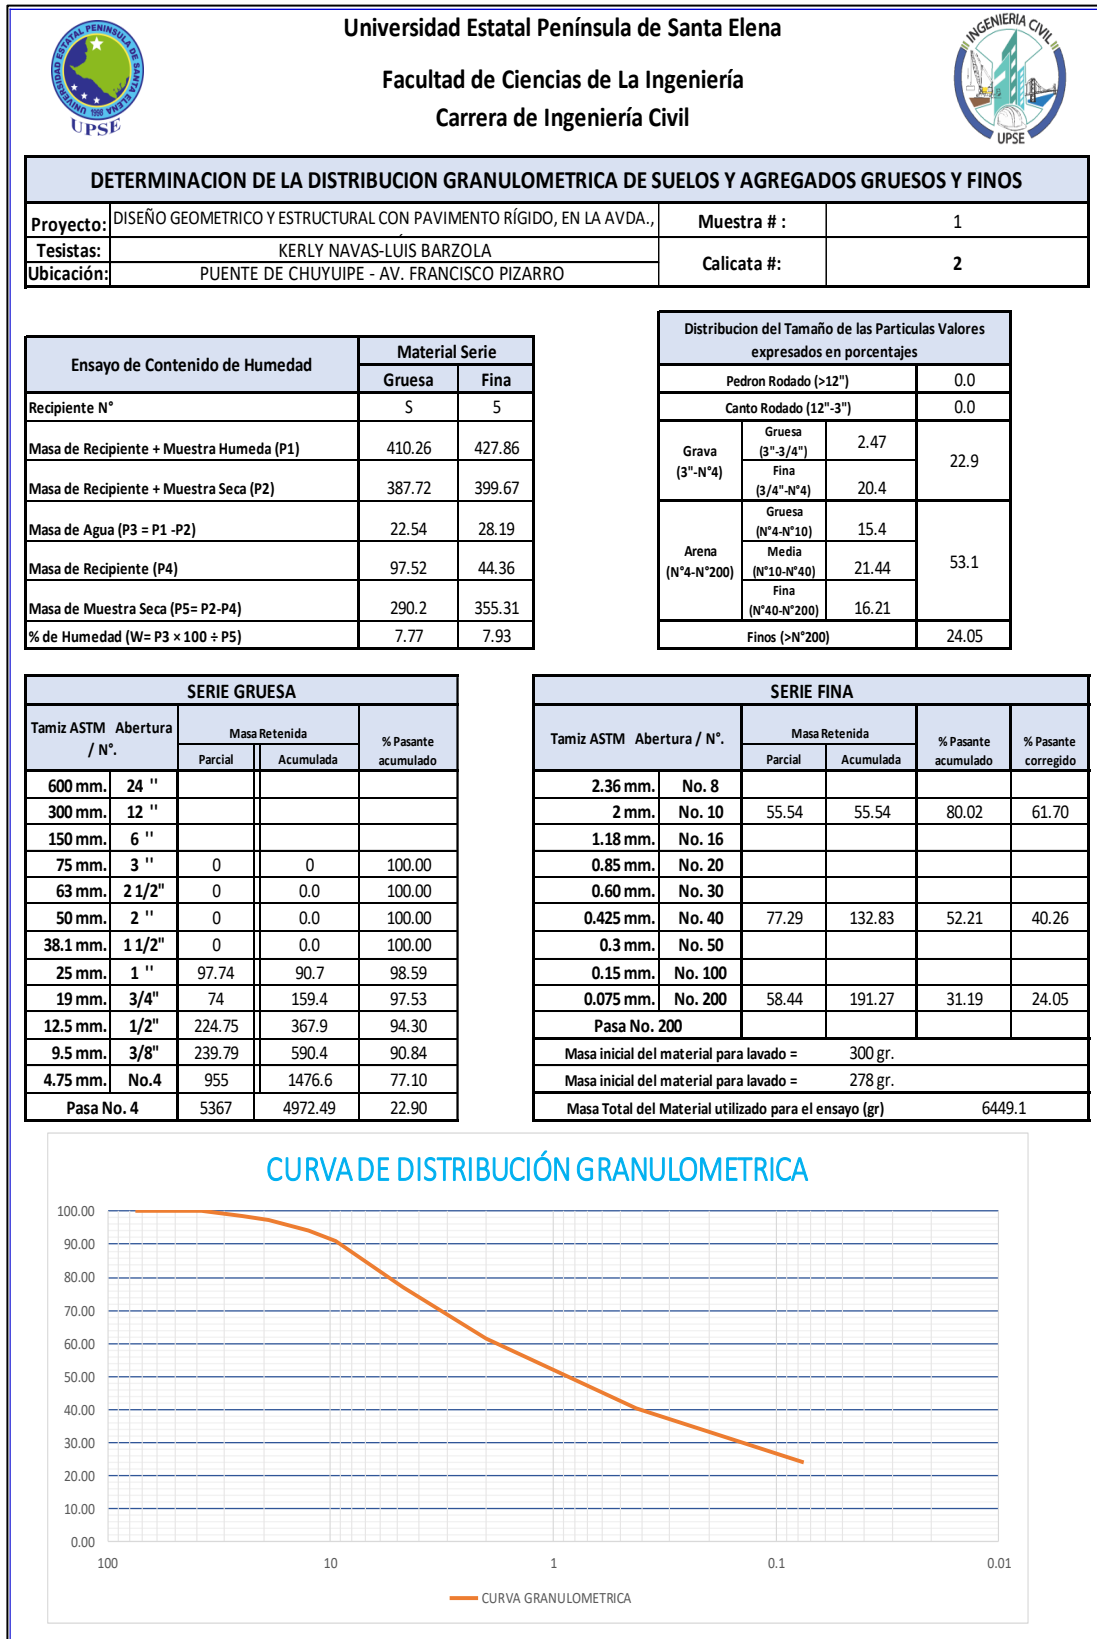 Universidad Estatal Península de Santa Elena
Facultad de Ciencias de La Ingeniería
Carrera de Ingeniería Civil
UNIVERSIDAD ESTATAL PENINSULA DE SANTA ELENA
1998
UPSE
INGENIERIA CIVIL
UPSE
DETERMINACION DE LA DISTRIBUCION GRANULOMETRICA DE SUELOS Y AGREGADOS GRUESOS Y FINOS
Proyecto: DISEÑO GEOMETRICO Y ESTRUCTURAL CON PAVIMENTO RÍGIDO, EN LA AVDA., Muestra # : 1
Tesistas: KERLY NAVAS-LUIS BARZOLA
Ubicación: PUENTE DE CHUYUIPE - AV. FRANCISCO PIZARRO
Calicata #: 2
Ensayo de Contenido de Humedad Material Serie
Gruesa Fina
Recipiente N° S 5
Masa de Recipiente + Muestra Humeda (P1) 410.26 427.86
Masa de Recipiente + Muestra Seca (P2) 387.72 399.67
Masa de Agua (P3 = P1 -P2) 22.54 28.19
Masa de Recipiente (P4) 97.52 44.36
Masa de Muestra Seca (P5= P2-P4) 290.2 355.31
% de Humedad (W= P3 × 100 ÷ P5) 7.77 7.93
Distribucion del Tamaño de las Particulas Valores
expresados en porcentajes
Pedron Rodado (>12") 0.0
Canto Rodado (12"-3") 0.0
Grava
(3"-N°4)
Gruesa
(3"-3/4") 2.47
Fina
(3/4"-N°4) 20.4
22.9
Arena
(N°4-N°200)
Gruesa
(N°4-N°10) 15.4
Media
(N°10-N°40) 21.44
Fina
(N°40-N°200) 16.21
53.1
Finos (>N°200) 24.05
SERIE GRUESA
Tamiz ASTM Abertura
/ N°.
Masa Retenida
Parcial Acumulada
% Pasante
acumulado
600 mm. 24 ''
300 mm. 12 ''
150 mm. 6 ''
75 mm. 3 '' 0 0 100.00
63 mm. 2 1/2" 0 0.0 100.00
50 mm. 2 '' 0 0.0 100.00
38.1 mm. 1 1/2" 0 0.0 100.00
25 mm. 1 '' 97.74 90.7 98.59
19 mm. 3/4" 74 159.4 97.53
12.5 mm. 1/2" 224.75 367.9 94.30
9.5 mm. 3/8" 239.79 590.4 90.84
4.75 mm. No.4 955 1476.6 77.10
Pasa No. 4 5367 4972.49 22.90
SERIE FINA
Tamiz ASTM Abertura / N°.
Masa Retenida
Parcial Acumulada
% Pasante
acumulado
% Pasante
corregido
2.36 mm. No. 8
2 mm. No. 10 55.54 55.54 80.02 61.70
1.18 mm. No. 16
0.85 mm. No. 20
0.60 mm. No. 30
0.425 mm. No. 40 77.29 132.83 52.21 40.26
0.3 mm. No. 50
0.15 mm. No. 100
0.075 mm. No. 200 58.44 191.27 31.19 24.05
Pasa No. 200
Masa inicial del material para lavado = 300 gr.
Masa inicial del material para lavado = 278 gr.
Masa Total del Material utilizado para el ensayo (gr) 6449.1
CURVA DE DISTRIBUCIÓN GRANULOMETRICA
100.00
90.00
80.00
70.00
60.00
50.00
40.00
30.00
20.00
10.00
0.00
100 10 1 0.1 0.01
CURVA GRANULOMETRICA